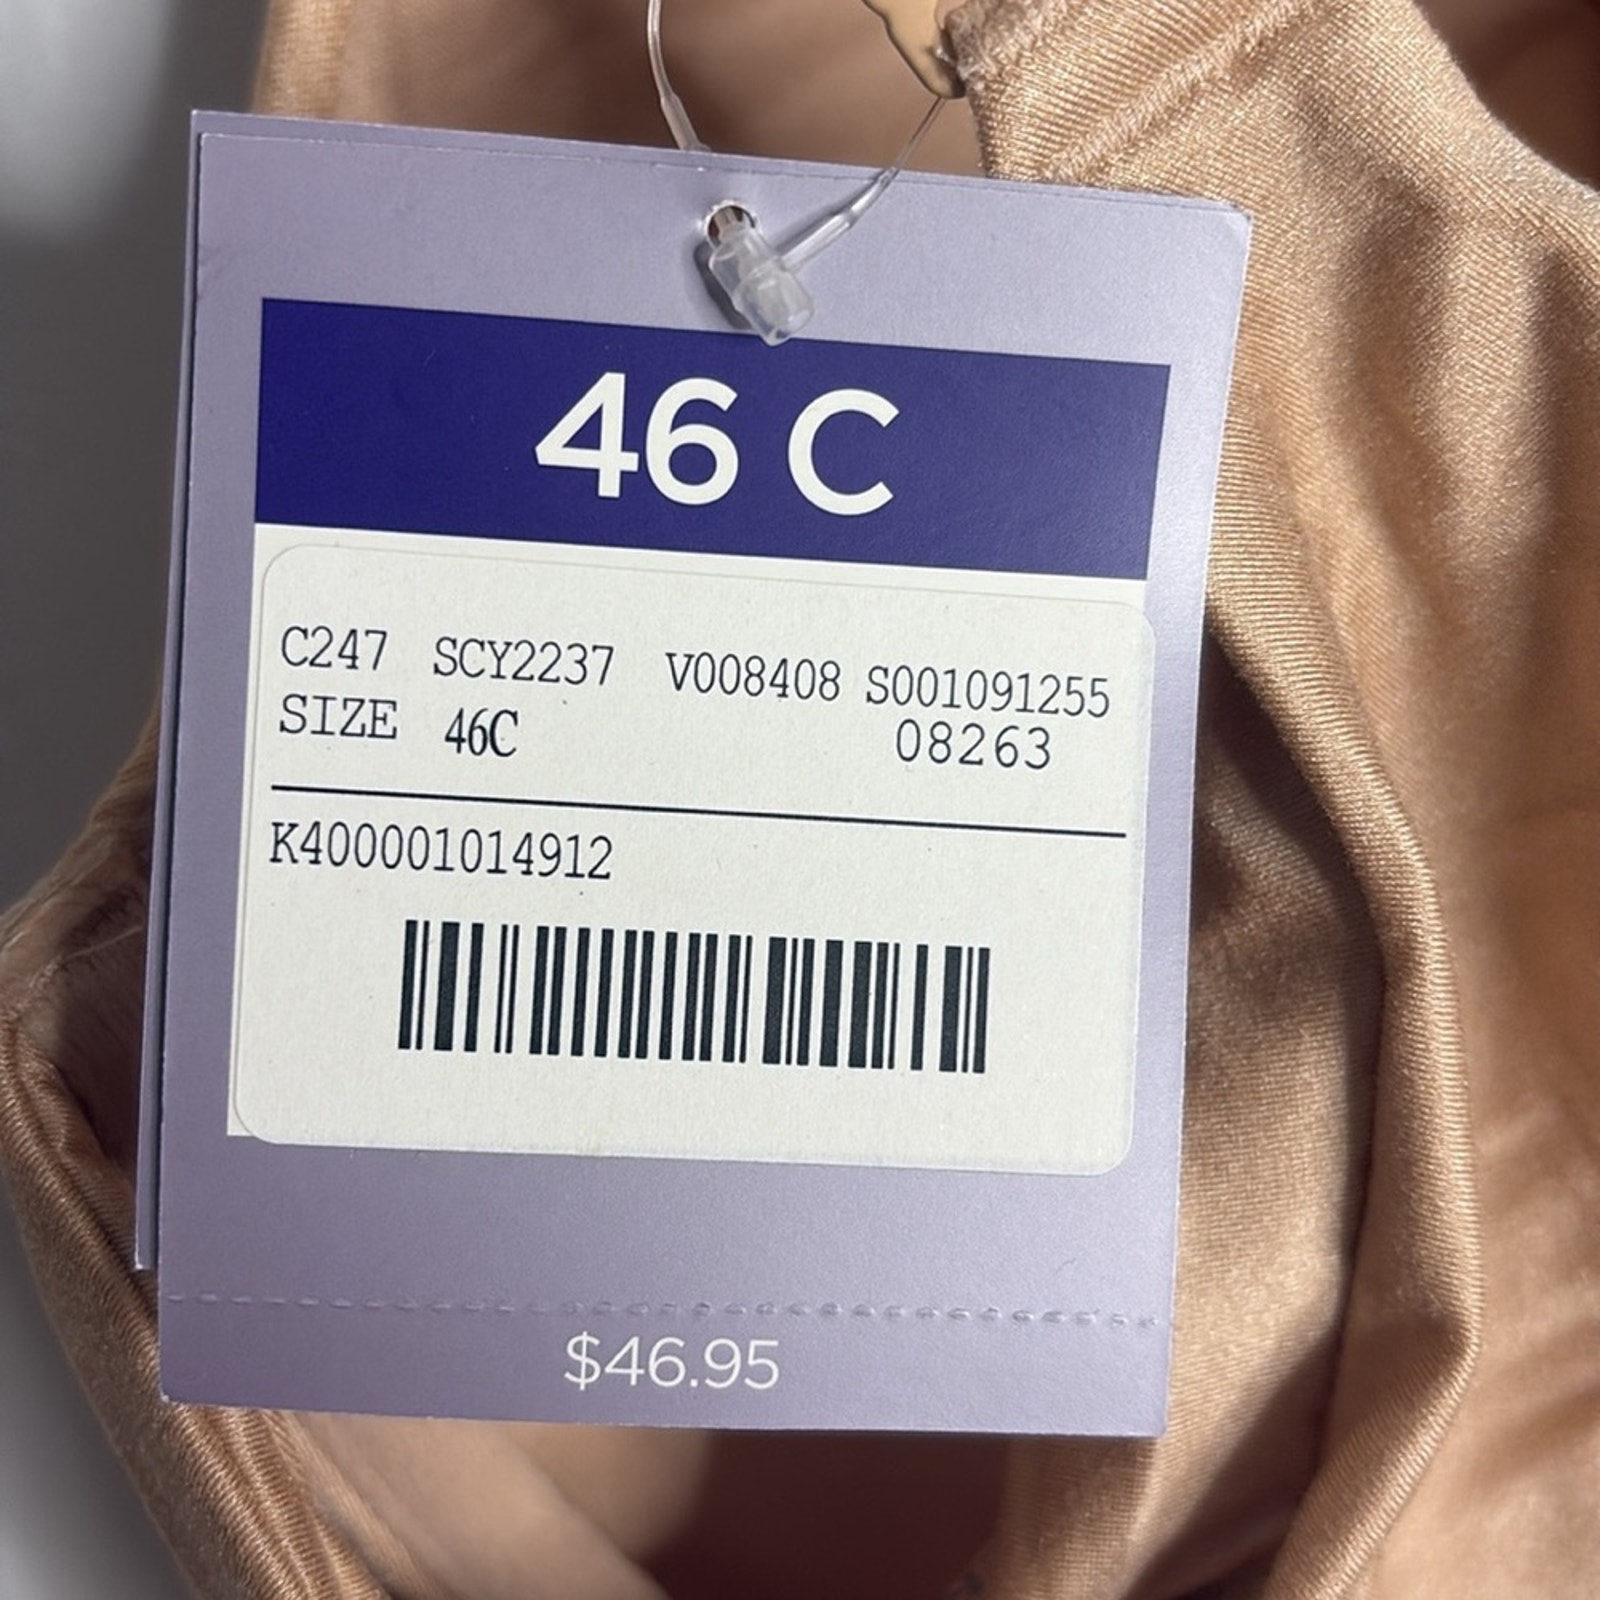 46 C
C247 SCY2237 V008408 S001091255
SIZE 46C 08263
K400001014912
$46.95